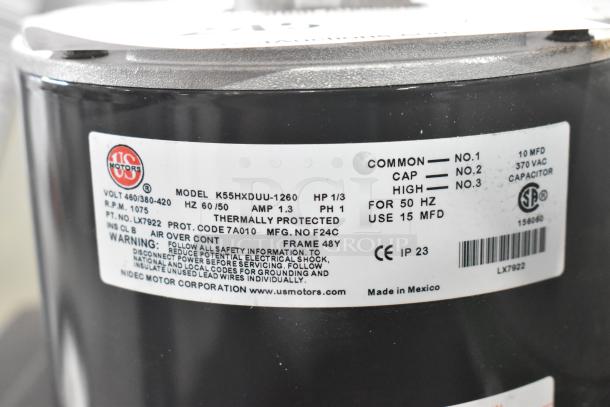 US
MOTORS
®
MODEL K55HXDUU-1260 HP 1/3
VOLT 460/380-420 HZ 60/50 AMP 1.3 PH 1
R.P.M. 1075 THERMALLY PROTECTED
PT. NO. LX7922 PROT. CODE 7A010 MFG. NO F24C
INS CL B AIR OVER CONT FRAME 48Y
WARNING: FOLLOW ALL SAFETY INFORMATION. TO
REDUCE POTENTIAL ELECTRICAL SHOCK,
DISCONNECT POWER BEFORE SERVICING. FOLLOW
NATIONAL AND LOCAL CODES FOR GROUNDING AND
INSULATE UNUSED LEAD WIRES INDIVIDUALLY.
NIDEC MOTOR CORPORATION www.usmotors.com
COMMON — NO.1
CAP — NO.2
HIGH — NO.3
FOR 50 HZ
USE 15 MFD
CE IP 23
Made in Mexico
10 MFD
370 VAC
CAPACITOR
SA
®
158060
LX7922